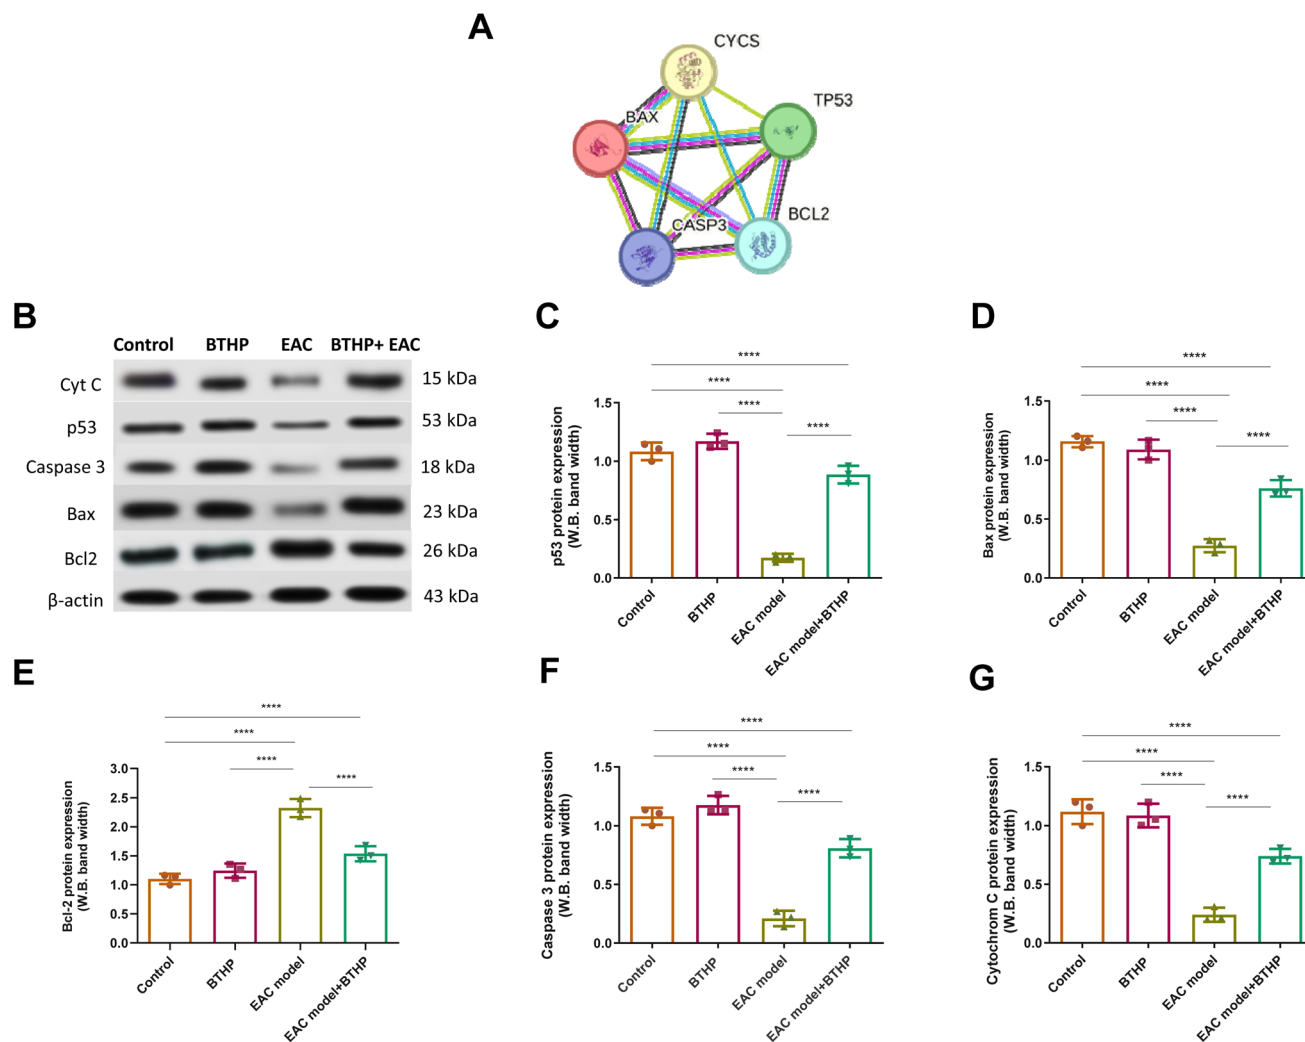 A
CYCS
TP53
BAX
BCL2
CASP3
B
Control BTHP EAC BTHP+ EAC
Cyt C 15 kDa
p53 53 kDa
Caspase 3 18 kDa
Bax 23 kDa
Bcl2 26 kDa
β-actin 43 kDa
C
****
****
****
****
p53 protein expression
(W.B. band width)
1.5
1.0
0.5
0.0
Control
BTHP
EAC model
EAC model+BTHP
D
****
****
****
****
Bax protein expression
(W.B. band width)
1.5
1.0
0.5
0.0
Control
BTHP
EAC model
EAC model+BTHP
E
****
****
****
****
Bcl-2 protein expression
(W.B. band width)
3.0
2.5
2.0
1.5
1.0
0.5
0.0
Control
BTHP
EAC model
EAC model+BTHP
F
****
****
****
****
Caspase 3 protein expression
(W.B. band width)
1.5
1.0
0.5
0.0
Control
BTHP
EAC model
EAC model+BTHP
G
****
****
****
****
Cytochrom C protein expression
(W.B. band width)
1.5
1.0
0.5
0.0
Control
BTHP
EAC model
EAC model+BTHP